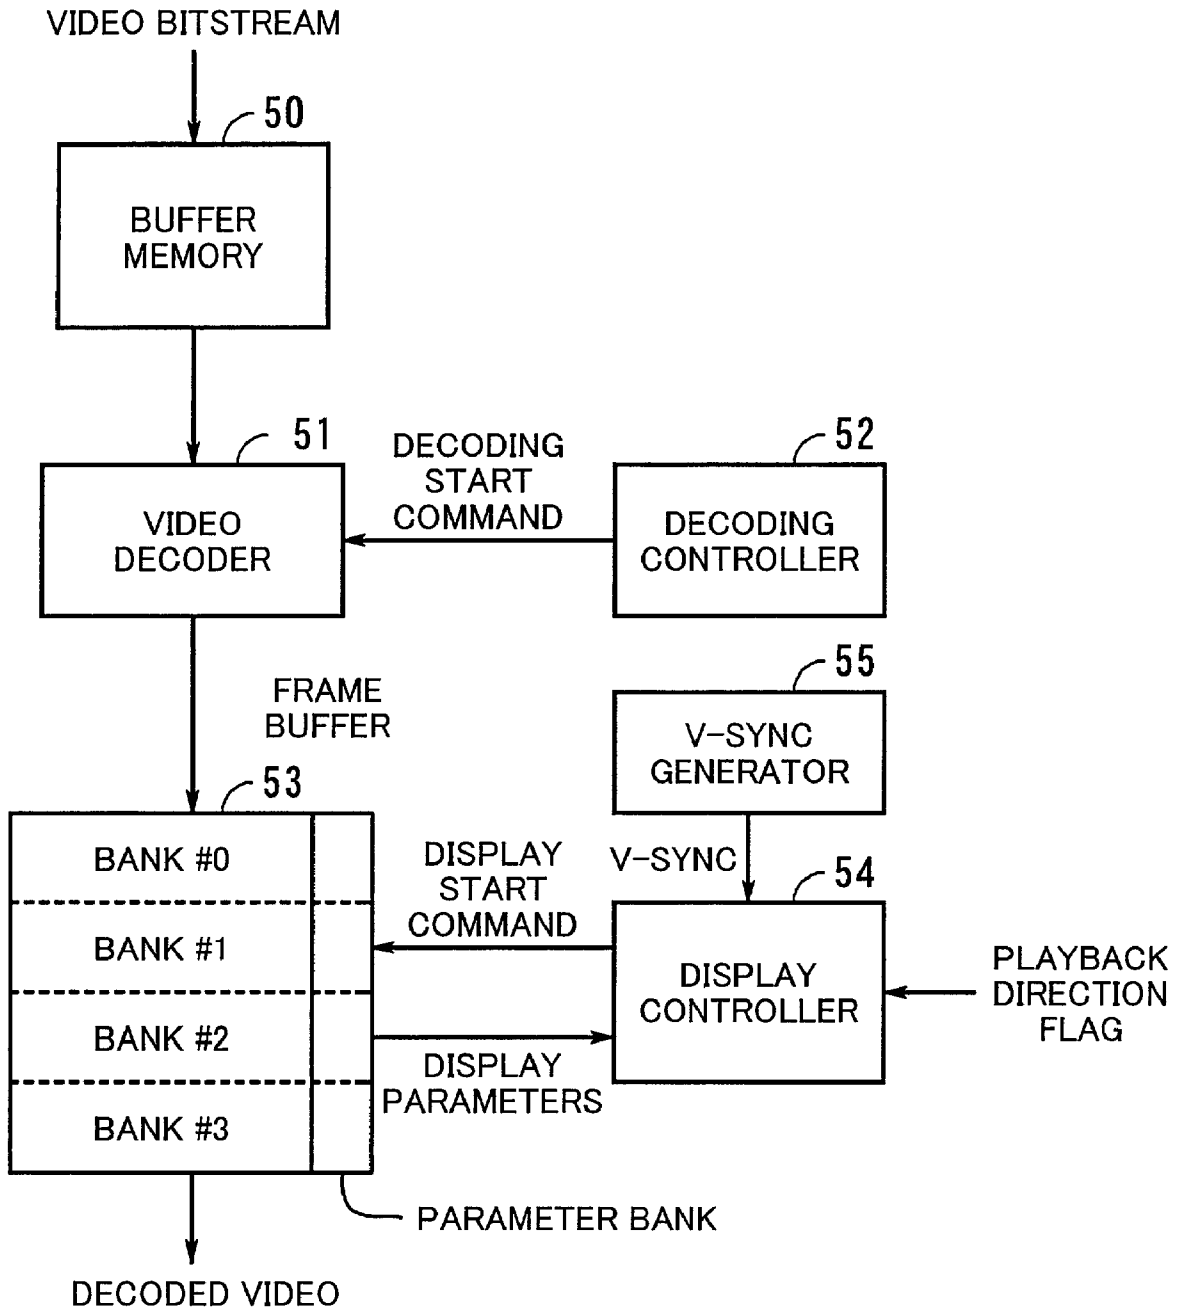 VIDEO BITSTREAM
50
BUFFER
MEMORY
51
VIDEO
DECODER
DECODING
START
COMMAND
52
DECODING
CONTROLLER
FRAME
BUFFER
55
V-SYNC
GENERATOR
53
BANK #0
BANK #1
BANK #2
BANK #3
DISPLAY
START
COMMAND
V-SYNC
54
DISPLAY
CONTROLLER
PLAYBACK
DIRECTION
FLAG
DISPLAY
PARAMETERS
PARAMETER BANK
DECODED VIDEO